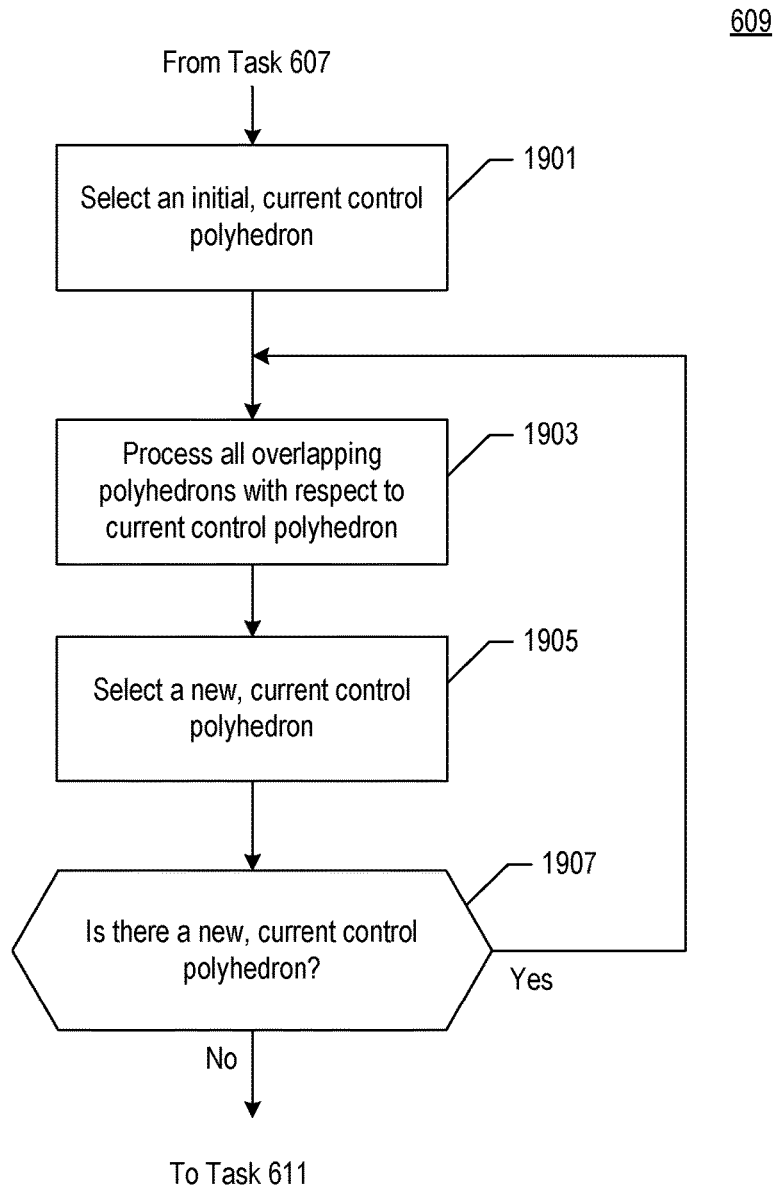 609
From Task 607
1901
Select an initial, current control
polyhedron
1903
Process all overlapping
polyhedrons with respect to
current control polyhedron
1905
Select a new, current control
polyhedron
1907
Is there a new, current control
polyhedron?
Yes
No
To Task 611